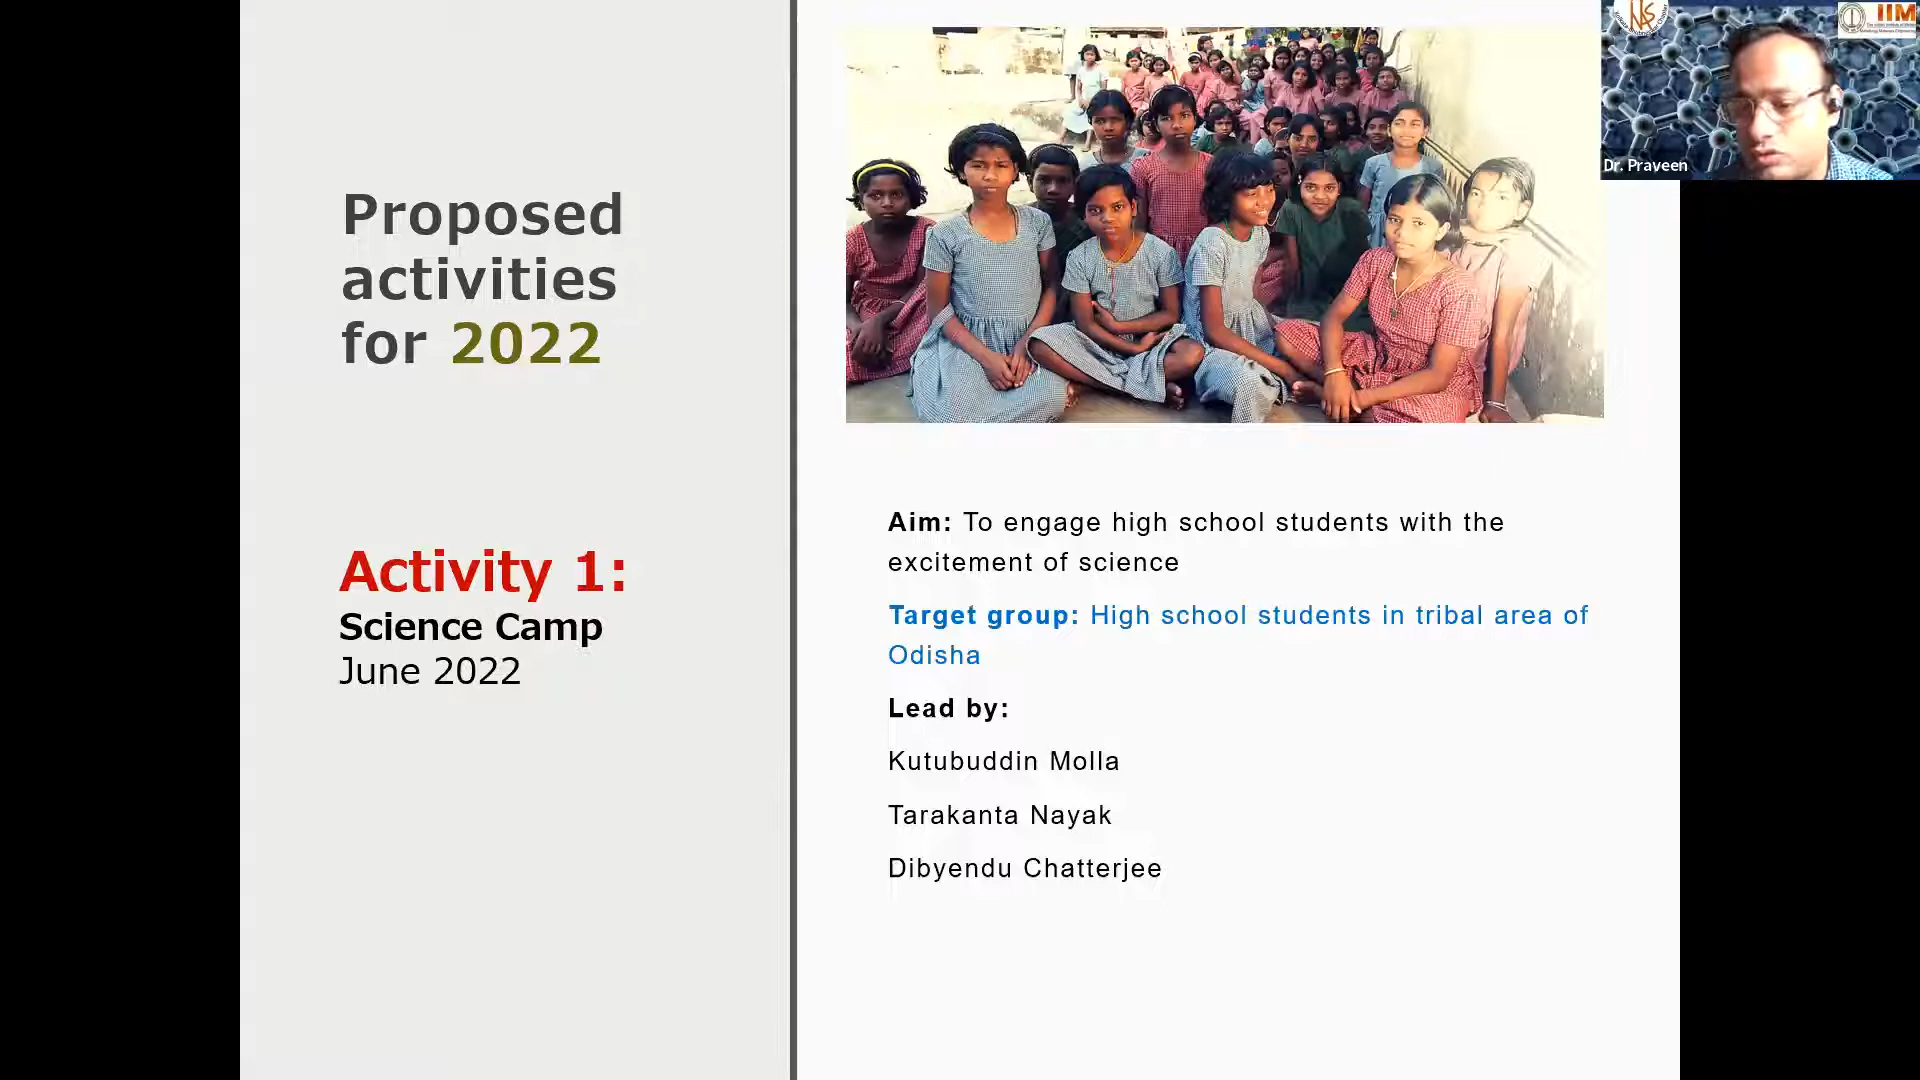 Proposed
activities
for 2022
Activity 1:
Science Camp
June 2022
Aim: To engage high school students with the
excitement of science
Target group: High school students in tribal area of
Odisha
Lead by:
Kutubuddin Molla
Tarakanta Nayak
Dibyendu Chatterjee
NAS
IIM
Dr. Praveen